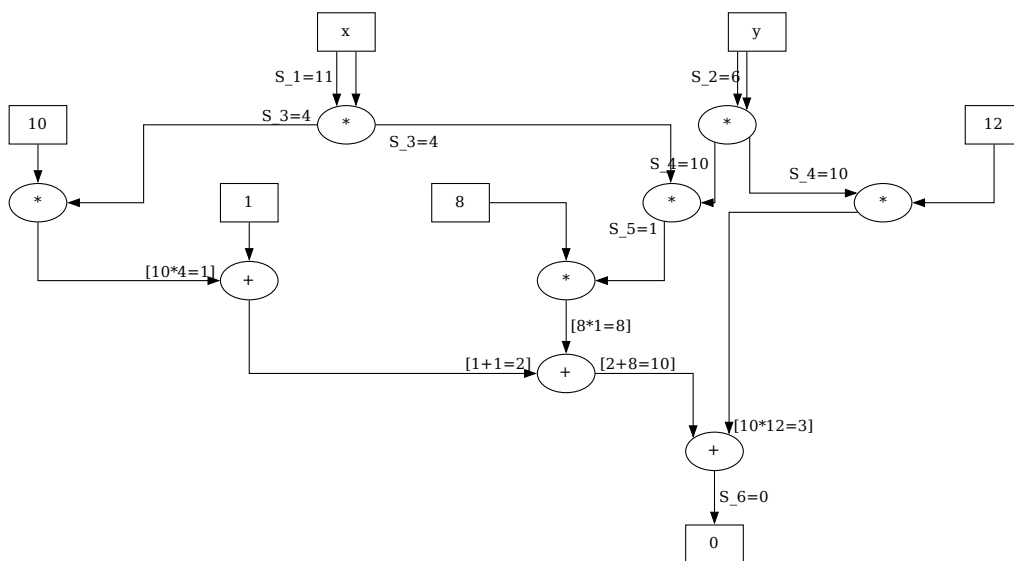 x
y
S_1=11
S_2=6
10
S_3=4
*
S_3=4
*
12
S_4=10
S_4=10
*
1
8
*
*
S_5=1
[10*4=1]
+
*
[8*1=8]
[1+1=2]
+
[2+8=10]
[10*12=3]
+
S_6=0
0